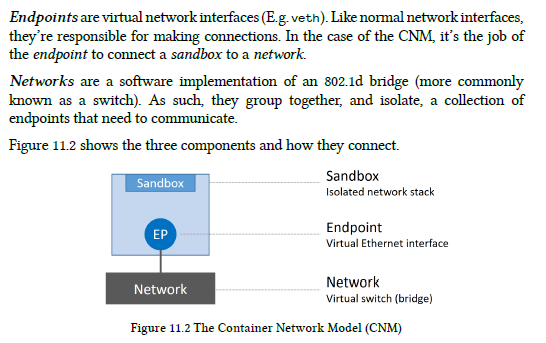 Endpoints are virtual network interfaces (E.g. veth). Like normal network interfaces,
they’re responsible for making connections. In the case of the CNM, it’s the job of
the endpoint to connect a sandbox to a network.
Networks are a software implementation of an 802.1d bridge (more commonly
known as a switch). As such, they group together, and isolate, a collection of
endpoints that need to communicate.
Figure 11.2 shows the three components and how they connect.
Sandbox
Sandbox
Isolated network stack
EP
Endpoint
Virtual Ethernet interface
Network
Network
Virtual switch (bridge)
Figure 11.2 The Container Network Model (CNM)